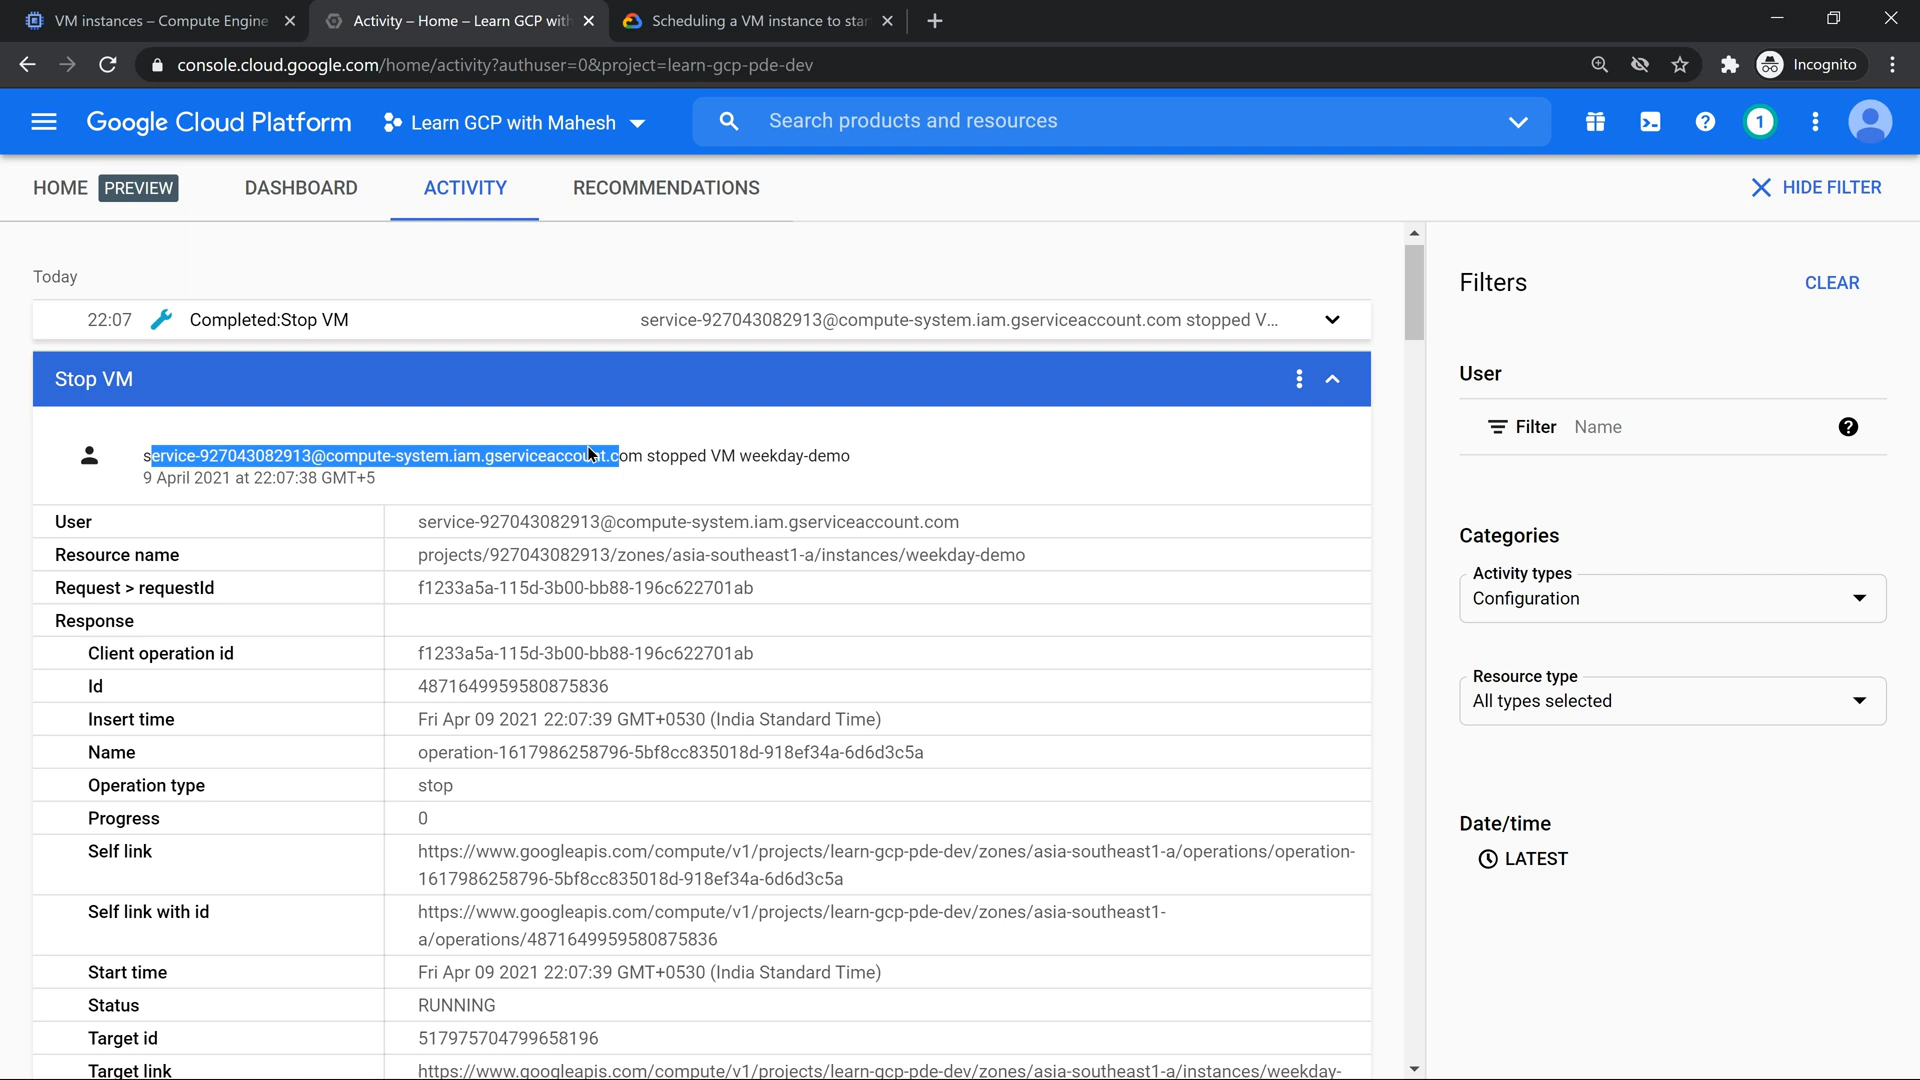 VM instances – Compute Engine
Activity – Home – Learn GCP with
Scheduling a VM instance to star
console.cloud.google.com/home/activity?authuser=0&project=learn-gcp-pde-dev
Incognito
Google Cloud Platform
Learn GCP with Mahesh
Search products and resources
1
HOME PREVIEW
DASHBOARD
ACTIVITY
RECOMMENDATIONS
HIDE FILTER
Today
22:07 Completed:Stop VM service-927043082913@compute-system.iam.gserviceaccount.com stopped V...
Stop VM
service-927043082913@compute-system.iam.gserviceaccount.com stopped VM weekday-demo
9 April 2021 at 22:07:38 GMT+5
User service-927043082913@compute-system.iam.gserviceaccount.com
Resource name projects/927043082913/zones/asia-southeast1-a/instances/weekday-demo
Request > requestId f1233a5a-115d-3b00-bb88-196c622701ab
Response
Client operation id f1233a5a-115d-3b00-bb88-196c622701ab
Id 4871649959580875836
Insert time Fri Apr 09 2021 22:07:39 GMT+0530 (India Standard Time)
Name operation-1617986258796-5bf8cc835018d-918ef34a-6d6d3c5a
Operation type stop
Progress 0
Self link https://www.googleapis.com/compute/v1/projects/learn-gcp-pde-dev/zones/asia-southeast1-a/operations/operation-
1617986258796-5bf8cc835018d-918ef34a-6d6d3c5a
Self link with id https://www.googleapis.com/compute/v1/projects/learn-gcp-pde-dev/zones/asia-southeast1-
a/operations/4871649959580875836
Start time Fri Apr 09 2021 22:07:39 GMT+0530 (India Standard Time)
Status RUNNING
Target id 517975704799658196
Target link https://www.googleapis.com/compute/v1/projects/learn-gcp-pde-dev/zones/asia-southeast1-a/instances/weekday-
Filters
CLEAR
User
Filter Name
Categories
Activity types
Configuration
Resource type
All types selected
Date/time
LATEST